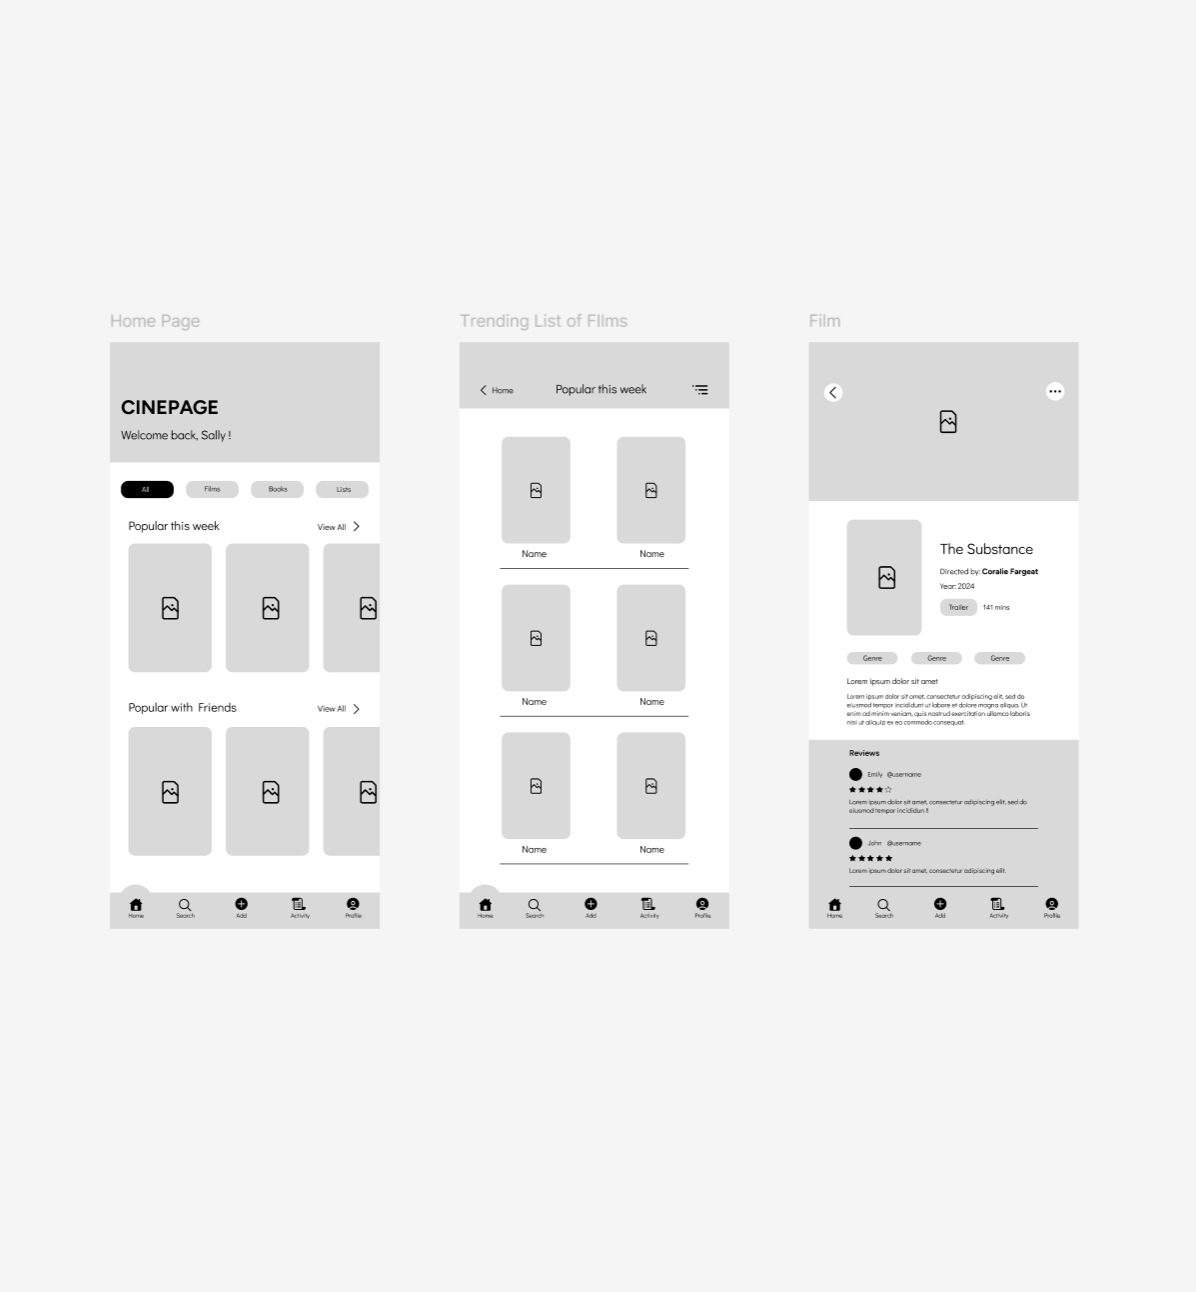 Home Page
CINEPAGE
Welcome back, Sally !
All Films Books Lists
Popular this week View All
Popular with Friends View All
Home Search Add Activity Profile
Trending List of FIlms
Home Popular this week
Name Name
Name Name
Name Name
Home Search Add Activity Profile
Film
The Substance
Directed by: Coralie Fargeat
Year: 2024
Trailer 141 mins
Genre Genre Genre
Lorem ipsum dolor sit amet
Lorem ipsum dolor sit amet, consectetur adipiscing elit, sed do
eiusmod tempor incididunt ut labore et dolore magna aliqua. Ut
enim ad minim veniam, quis nostrud exercitation ullamco laboris
nisi ut aliquip ex ea commodo consequat.
Reviews
Emily @username
Lorem ipsum dolor sit amet, consectetur adipiscing elit, sed do
eiusmod tempor incididun !!
John @username
Lorem ipsum dolor sit amet, consectetur adipiscing elit.
Home Search Add Activity Profile